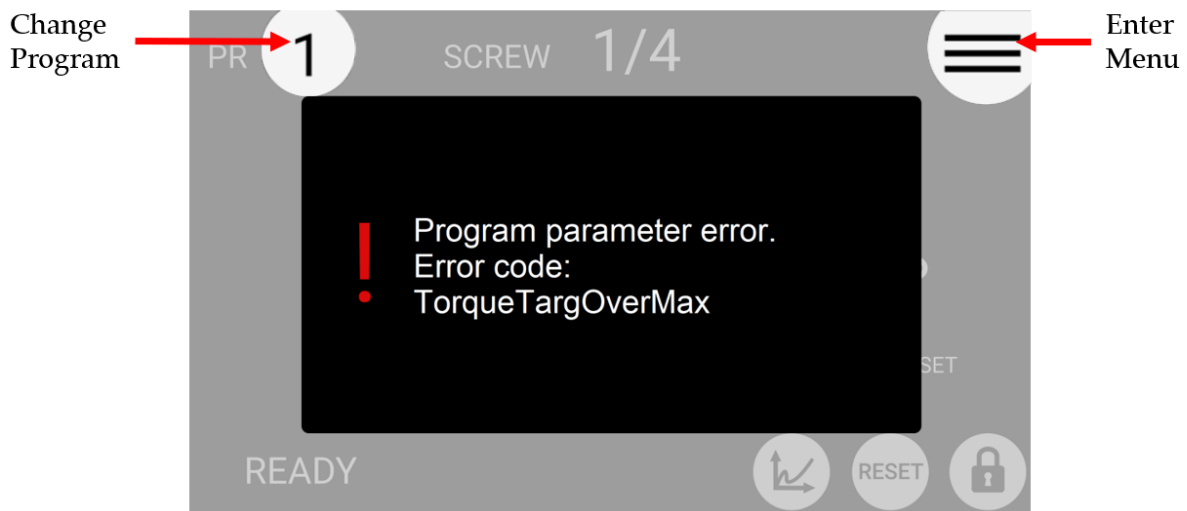 Change
Program
PR 1
SCREW 1/4
Enter
Menu
Program parameter error.
Error code:
TorqueTargOverMax
SET
READY
RESET